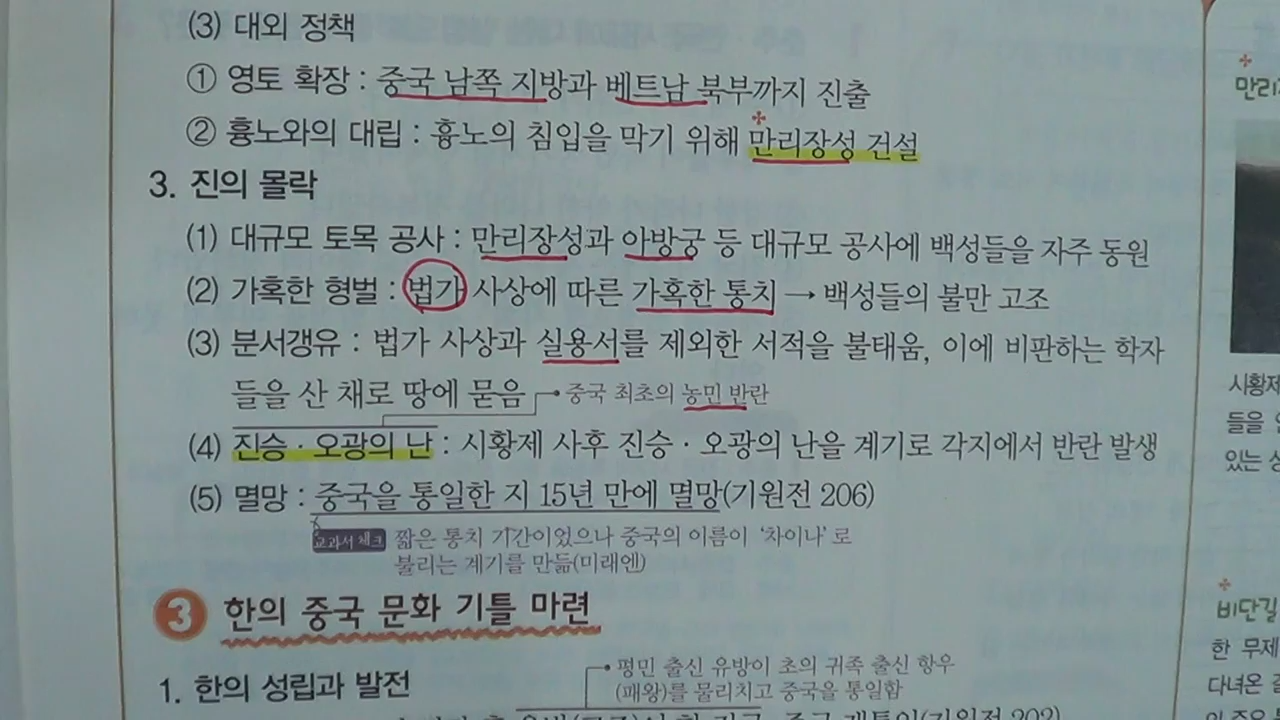 (3) 대외 정책
① 영토 확장 : 중국 남쪽 지방과 베트남 북부까지 진출
② 흉노와의 대립 : 흉노의 침입을 막기 위해 만리장성 건설
3. 진의 몰락
(1) 대규모 토목 공사 : 만리장성과 아방궁 등 대규모 공사에 백성들을 자주 동원
(2) 가혹한 형벌 : 법가 사상에 따른 가혹한 통치 → 백성들의 불만 고조
(3) 분서갱유 : 법가 사상과 실용서를 제외한 서적을 불태움, 이에 비판하는 학자
들을 산 채로 땅에 묻음
중국 최초의 농민 반란
(4) 진승·오광의 난 : 시황제 사후 진승·오광의 난을 계기로 각지에서 반란 발생
(5) 멸망 : 중국을 통일한 지 15년 만에 멸망(기원전 206)
교과서 체크 짧은 통치 기간이었으나 중국의 이름이 '차이나'로
불리는 계기를 만듦(미래엔)
3 한의 중국 문화 기틀 마련
평민 출신 유방이 초의 귀족 출신 항우
(패왕)를 물리치고 중국을 통일함
1. 한의 성립과 발전
만리
시황제
들을
있는
비단길
한 무제
다녀온